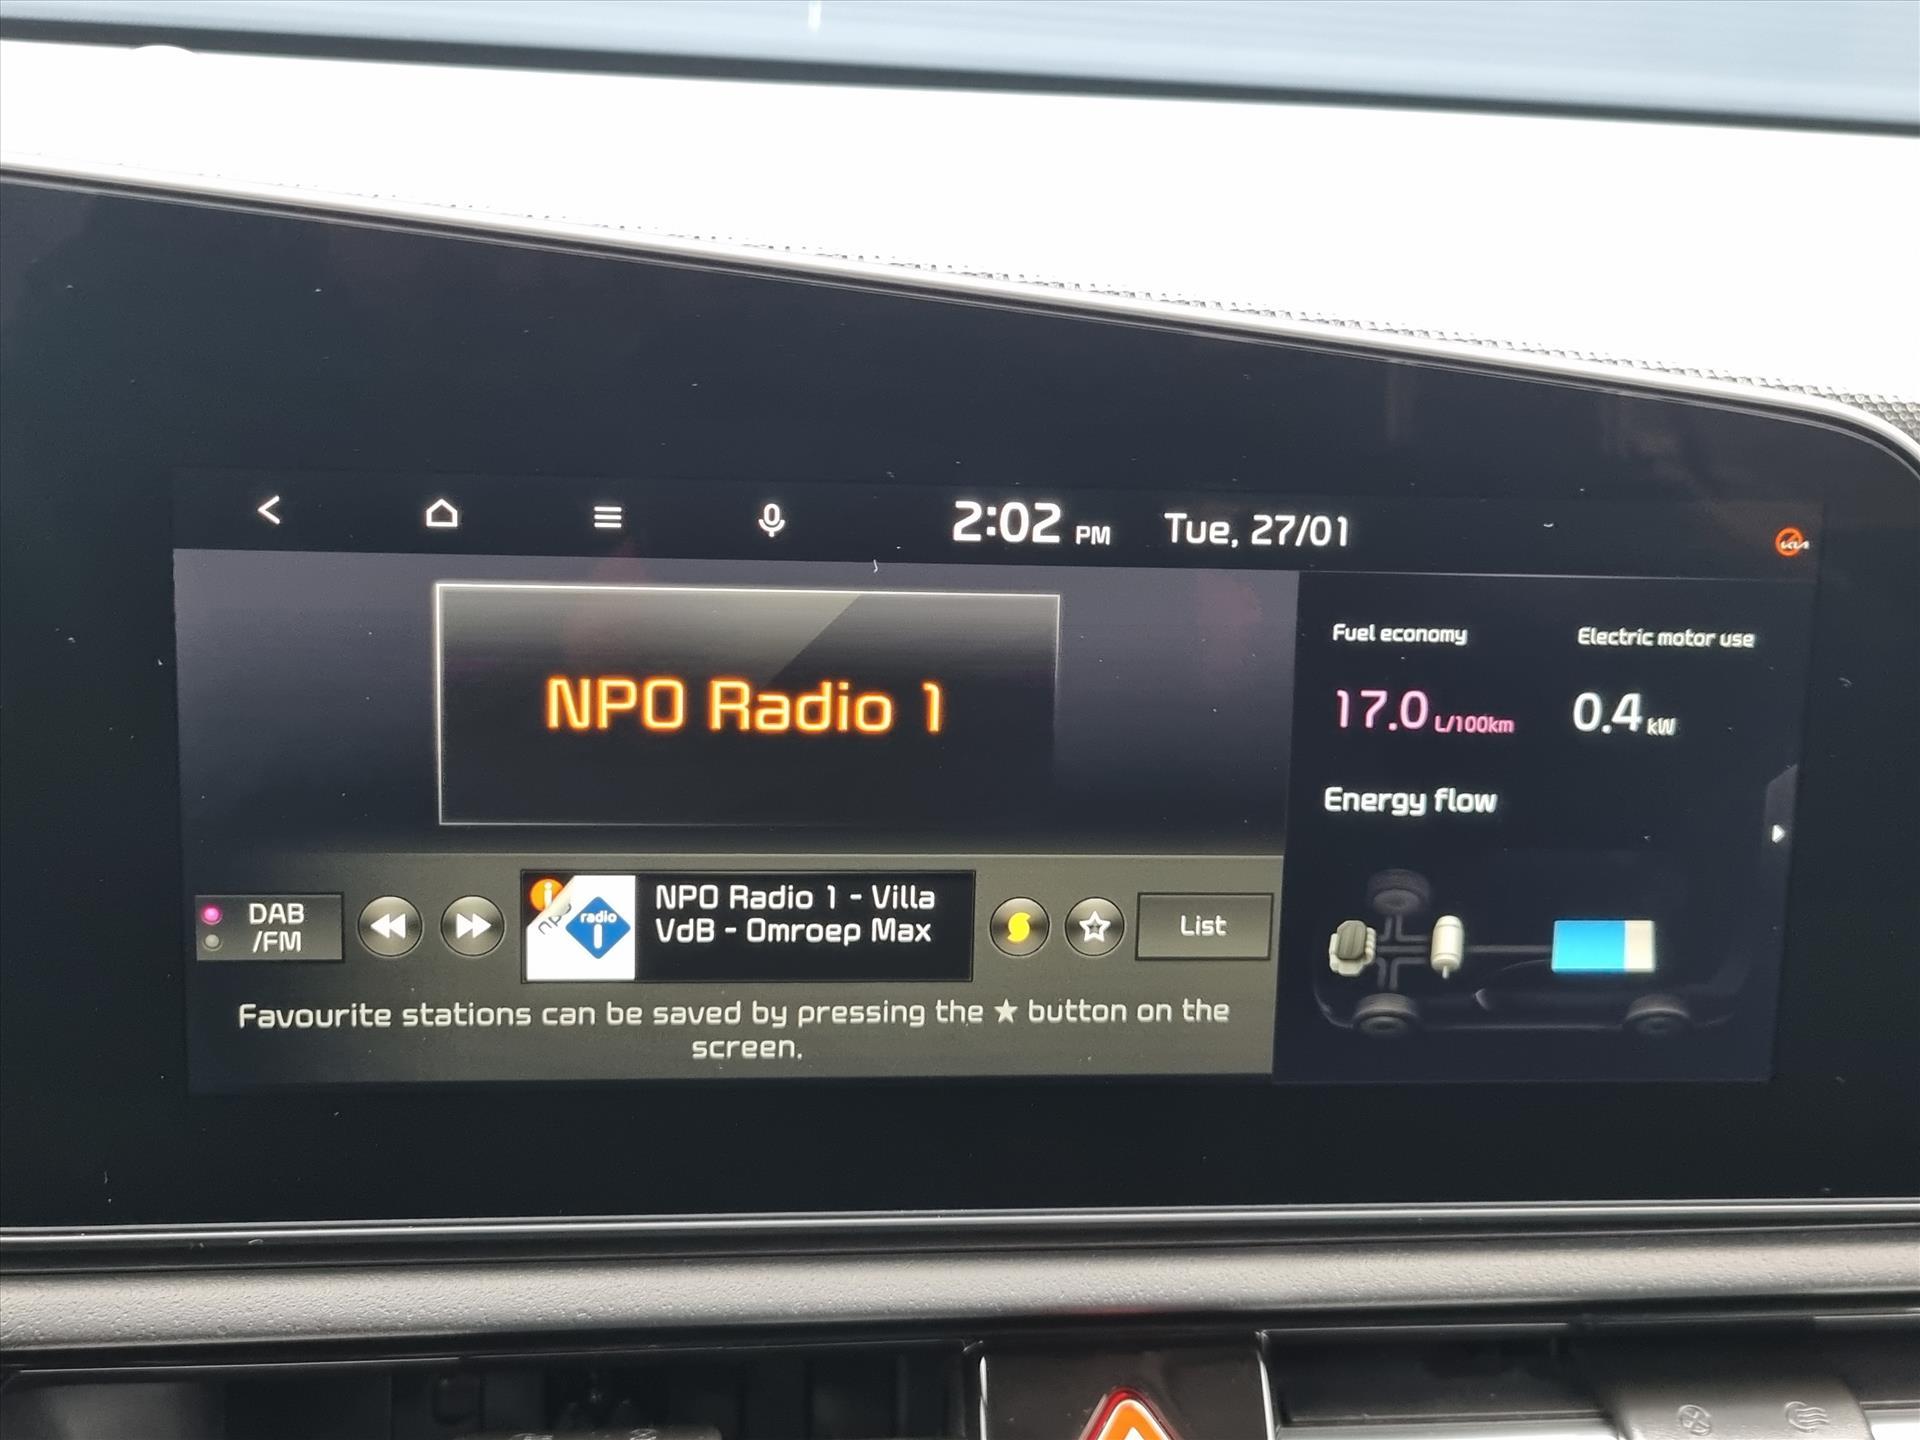 2:02 PM
Tue, 27/01
NPO Radio 1
Fuel economy
Electric motor use
17.0 L/100km
0.4 kW
Energy flow
DAB
/FM
npo
radio
1
NPO Radio 1 - Villa
VdB - Omroep Max
List
Favourite stations can be saved by pressing the ★ button on the
screen.